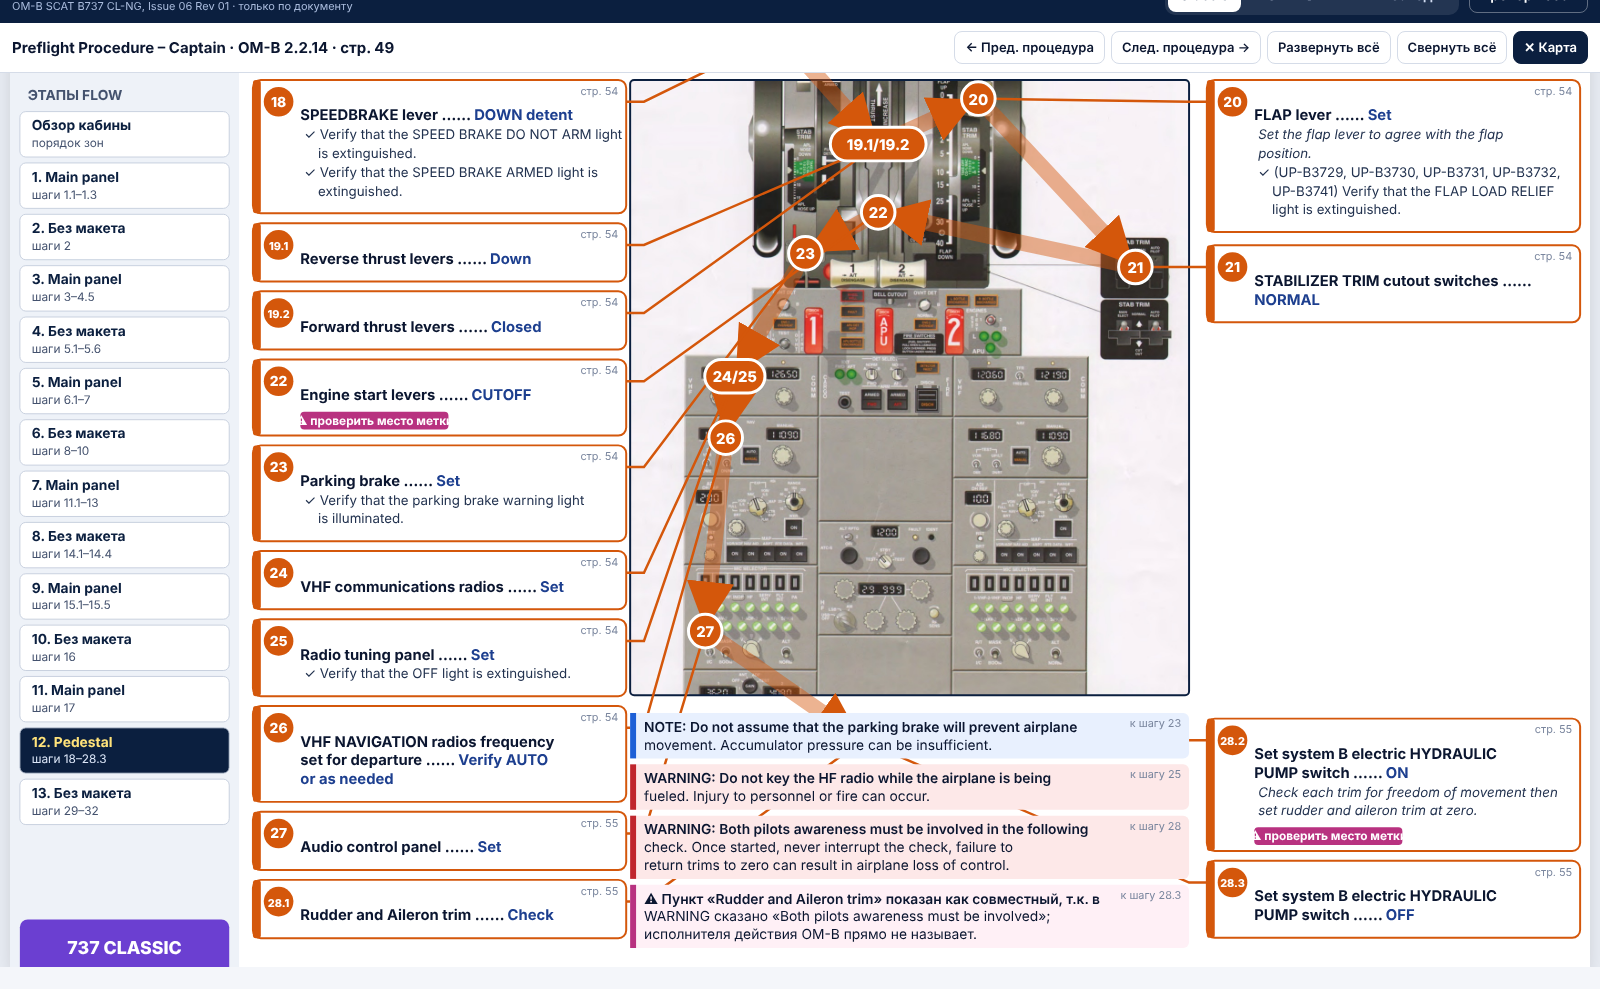 OM-B SCAT B737 CL-NG, Issue 06 Rev 01 · только по документу
Preflight Procedure – Captain · OM-B 2.2.14 · стр. 49
← Пред. процедура
След. процедура →
Развернуть всё
Свернуть всё
✕ Карта
ЭТАПЫ FLOW
Обзор кабины
порядок зон
1. Main panel
шаги 1.1–1.3
2. Без макета
шаги 2
3. Main panel
шаги 3–4.5
4. Без макета
шаги 5.1–5.6
5. Main panel
шаги 6.1–7
6. Без макета
шаги 8–10
7. Main panel
шаги 11.1–13
8. Без макета
шаги 14.1–14.4
9. Main panel
шаги 15.1–15.5
10. Без макета
шаги 16
11. Main panel
шаги 17
12. Pedestal
шаги 18–28.3
13. Без макета
шаги 29–32
737 CLASSIC
18
стр. 54
SPEEDBRAKE lever ...... DOWN detent
✓ Verify that the SPEED BRAKE DO NOT ARM light
is extinguished.
✓ Verify that the SPEED BRAKE ARMED light is
extinguished.
19.1
стр. 54
Reverse thrust levers ...... Down
19.2
стр. 54
Forward thrust levers ...... Closed
22
стр. 54
Engine start levers ...... CUTOFF
⚠ проверить место метки
23
стр. 54
Parking brake ...... Set
✓ Verify that the parking brake warning light
is illuminated.
24
стр. 54
VHF communications radios ...... Set
25
стр. 54
Radio tuning panel ...... Set
✓ Verify that the OFF light is extinguished.
26
стр. 54
VHF NAVIGATION radios frequency
set for departure ...... Verify AUTO
or as needed
27
стр. 55
Audio control panel ...... Set
28.1
стр. 55
Rudder and Aileron trim ...... Check
20
19.1/19.2
22
23
21
24/25
26
27
STAB TRIM
STAB TRIM
FLAP DOWN
1
2
BELL CUTOUT
1
APU
2
APU
12650
12060
12190
11090
11680
11090
1200
29.999
NOTE: Do not assume that the parking brake will prevent airplane
к шагу 23
movement. Accumulator pressure can be insufficient.
WARNING: Do not key the HF radio while the airplane is being
к шагу 25
fueled. Injury to personnel or fire can occur.
WARNING: Both pilots awareness must be involved in the following
к шагу 28
check. Once started, never interrupt the check, failure to
return trims to zero can result in airplane loss of control.
⚠ Пункт «Rudder and Aileron trim» показан как совместный, т.к. в
к шагу 28.3
WARNING сказано «Both pilots awareness must be involved»;
исполнителя действия OM-B прямо не называет.
20
стр. 54
FLAP lever ...... Set
Set the flap lever to agree with the flap
position.
✓ (UP-B3729, UP-B3730, UP-B3731, UP-B3732,
UP-B3741) Verify that the FLAP LOAD RELIEF
light is extinguished.
21
стр. 54
STABILIZER TRIM cutout switches ......
NORMAL
28.2
стр. 55
Set system B electric HYDRAULIC
PUMP switch ...... ON
Check each trim for freedom of movement then
set rudder and aileron trim at zero.
⚠ проверить место метки
28.3
стр. 55
Set system B electric HYDRAULIC
PUMP switch ...... OFF